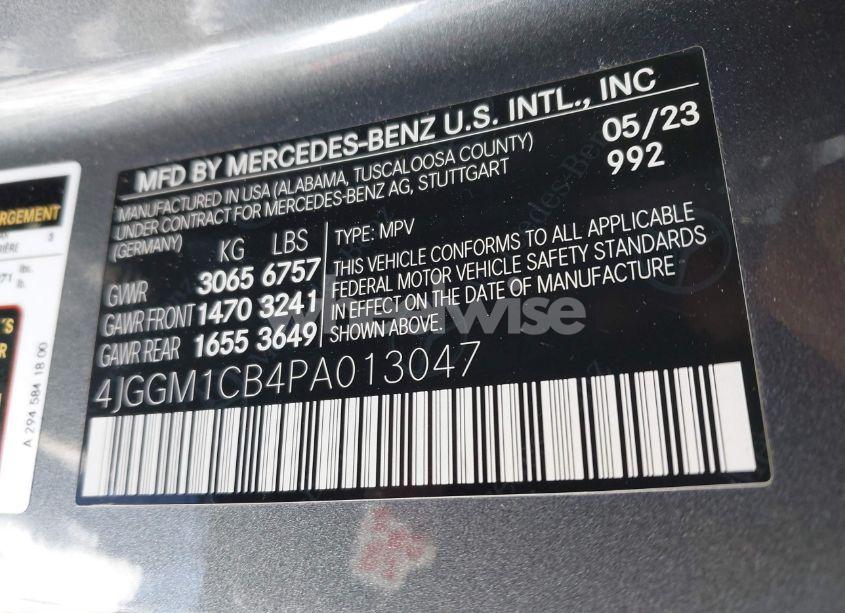 MFD BY MERCEDES-BENZ U.S. INTL., INC
MANUFACTURED IN USA (ALABAMA, TUSCALOOSA COUNTY) 05/23
UNDER CONTRACT FOR MERCEDES-BENZ AG, STUTTGART 992
(GERMANY)
KG LBS
GVWR 3065 6757
GAWR FRONT 1470 3241
GAWR REAR 1655 3649
TYPE: MPV
THIS VEHICLE CONFORMS TO ALL APPLICABLE
FEDERAL MOTOR VEHICLE SAFETY STANDARDS
IN EFFECT ON THE DATE OF MANUFACTURE
SHOWN ABOVE.
4JGGM1CB4PA013047
A 294 584 18 00
Mercedes-Benz